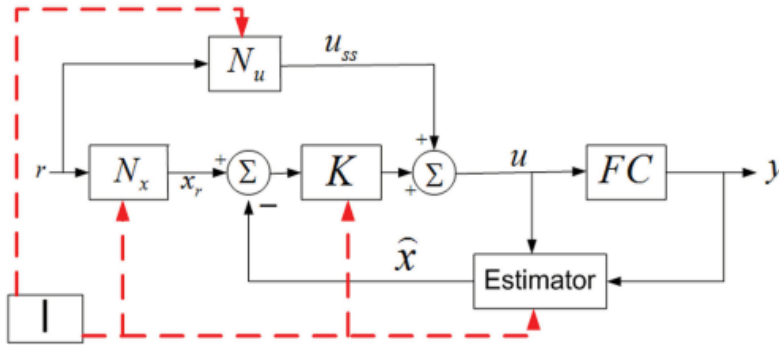 N_u
u_ss
r
N_x
x_r
+
Σ
−
K
+
+
Σ
u
FC
y
x̂
Estimator
I